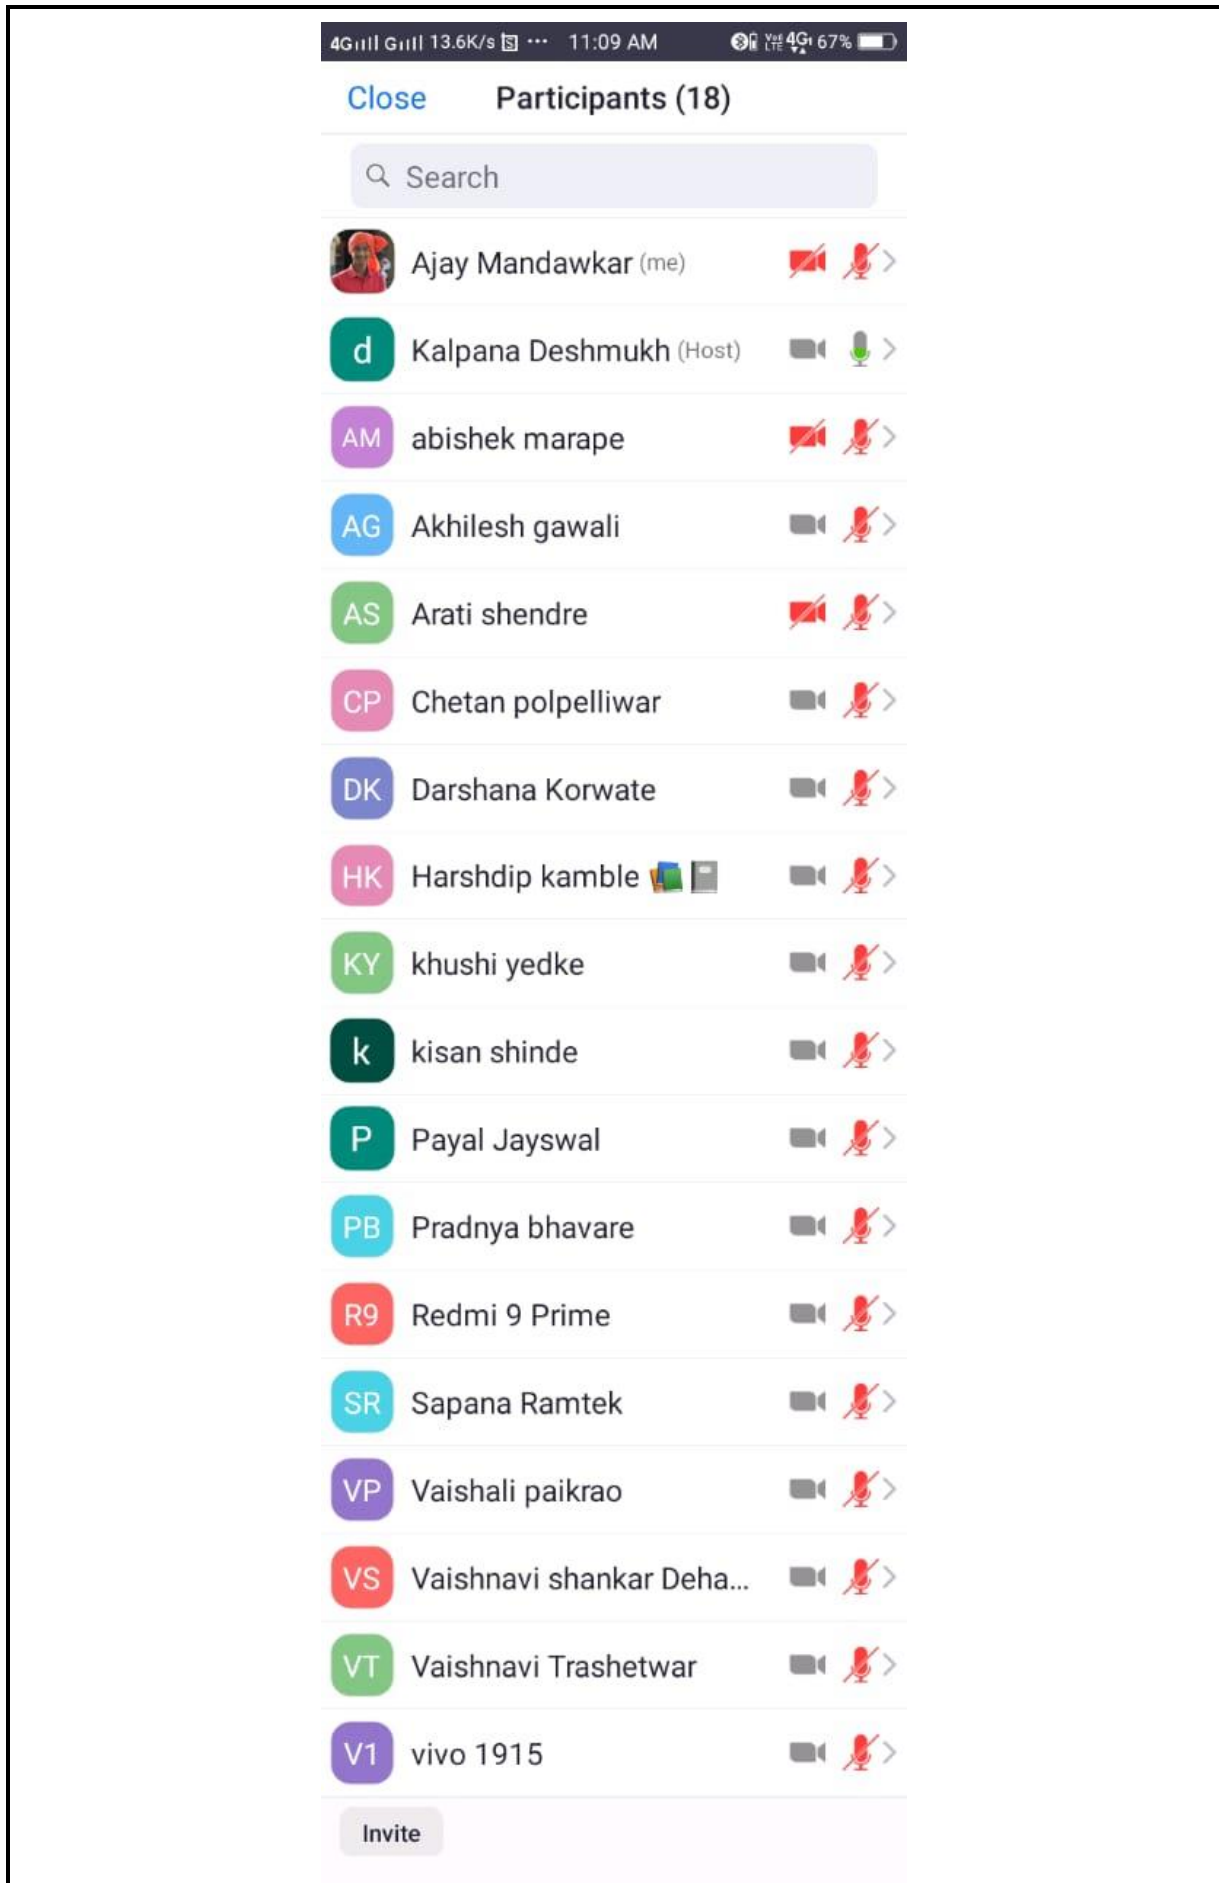 4G G 13.6K/s S ··· 11:09 AM VoI LTE 4G 67%
Close Participants (18)
Search
Ajay Mandawkar (me)
d Kalpana Deshmukh (Host)
AM abishek marape
AG Akhilesh gawali
AS Arati shendre
CP Chetan polpelliwar
DK Darshana Korwate
HK Harshdip kamble 📚📓
KY khushi yedke
k kisan shinde
P Payal Jayswal
PB Pradnya bhavare
R9 Redmi 9 Prime
SR Sapana Ramtek
VP Vaishali paikrao
VS Vaishnavi shankar Deha...
VT Vaishnavi Trashetwar
V1 vivo 1915
Invite